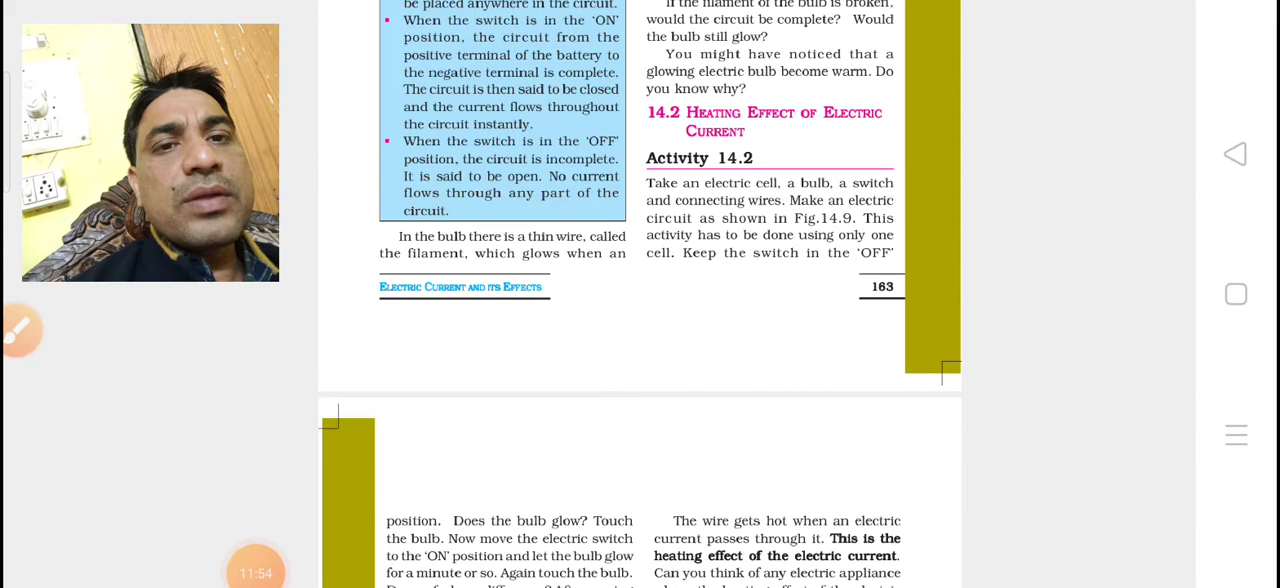 be placed anywhere in the circuit.
When the switch is in the 'ON'
position, the circuit from the
positive terminal of the battery to
the negative terminal is complete.
The circuit is then said to be closed
and the current flows throughout
the circuit instantly.
When the switch is in the 'OFF'
position, the circuit is incomplete.
It is said to be open. No current
flows through any part of the
circuit.
In the bulb there is a thin wire, called
the filament, which glows when an
If the filament of the bulb is broken,
would the circuit be complete? Would
the bulb still glow?
You might have noticed that a
glowing electric bulb become warm. Do
you know why?
14.2 HEATING EFFECT OF ELECTRIC
CURRENT
Activity 14.2
Take an electric cell, a bulb, a switch
and connecting wires. Make an electric
circuit as shown in Fig.14.9. This
activity has to be done using only one
cell. Keep the switch in the 'OFF'
ELECTRIC CURRENT AND ITS EFFECTS
163
position. Does the bulb glow? Touch
the bulb. Now move the electric switch
to the 'ON' position and let the bulb glow
for a minute or so. Again touch the bulb.
The wire gets hot when an electric
current passes through it. This is the
heating effect of the electric current.
Can you think of any electric appliance
11:54